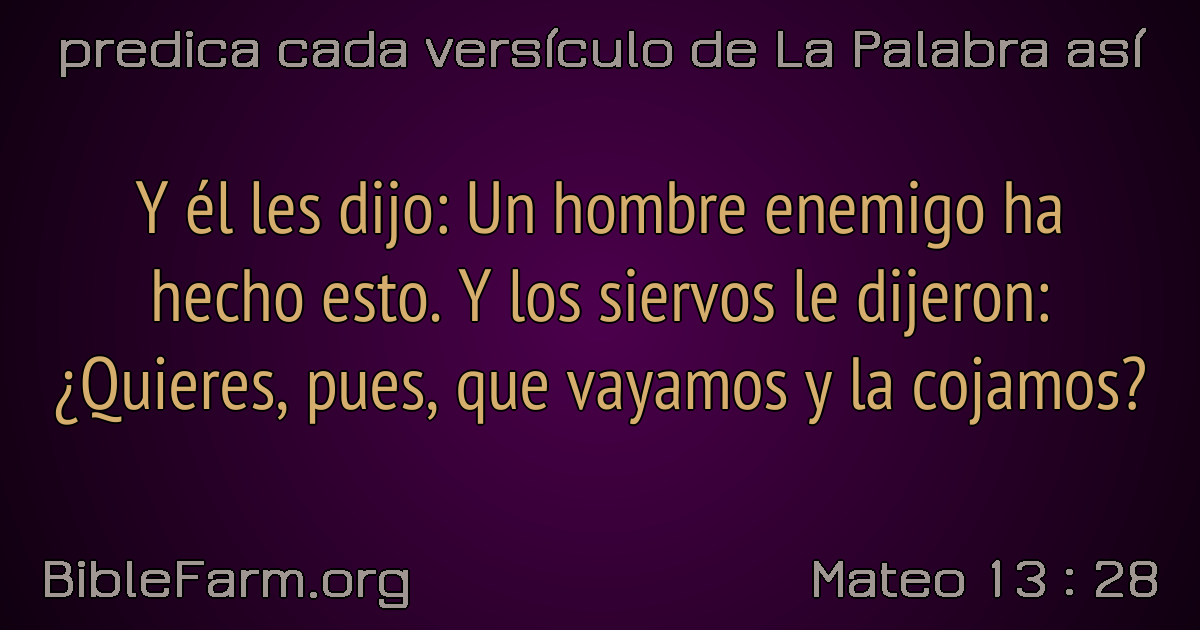 predica cada versículo de La Palabra así
Y él les dijo: Un hombre enemigo ha
hecho esto. Y los siervos le dijeron:
¿Quieres, pues, que vayamos y la cojamos?
BibleFarm.org
Mateo 13 : 28